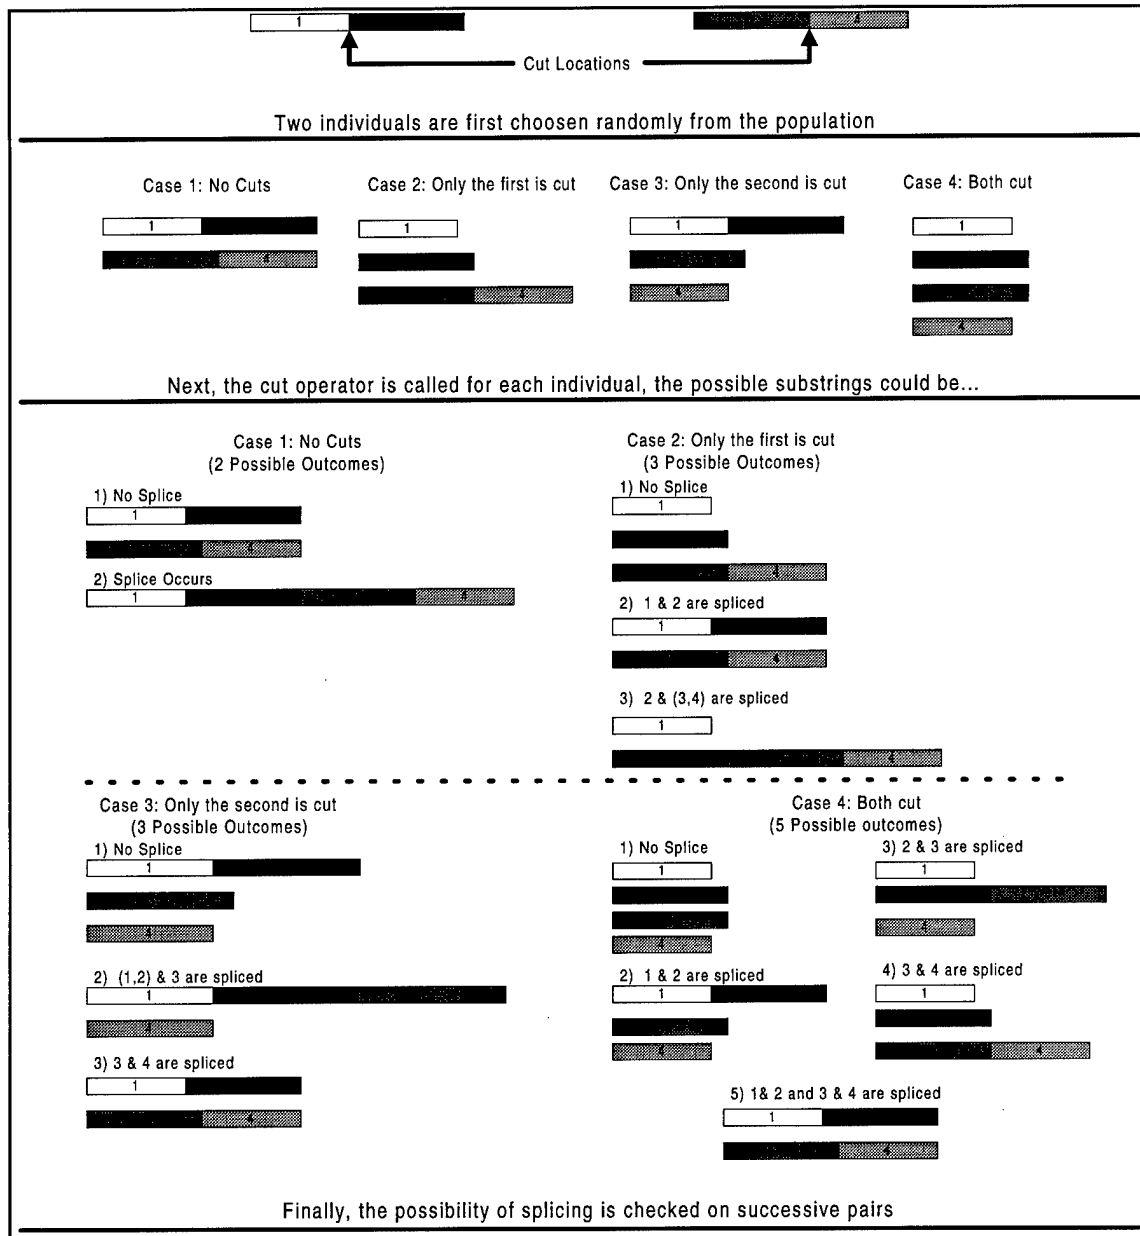 1 4
Cut Locations
Two individuals are first choosen randomly from the population
Case 1: No Cuts
Case 2: Only the first is cut
Case 3: Only the second is cut
Case 4: Both cut
1 1 1 1
4
4 4
4
Next, the cut operator is called for each individual, the possible substrings could be...
Case 1: No Cuts
(2 Possible Outcomes)
1) No Splice
1
4
2) Splice Occurs
1 4
Case 2: Only the first is cut
(3 Possible Outcomes)
1) No Splice
1
4
2) 1 & 2 are spliced
1
4
3) 2 & (3,4) are spliced
1
4
Case 3: Only the second is cut
(3 Possible Outcomes)
1) No Splice
1
4
2) (1,2) & 3 are spliced
1
4
3) 3 & 4 are spliced
1
4
Case 4: Both cut
(5 Possible outcomes)
1) No Splice
1
4
2) 1 & 2 are spliced
1
4
3) 2 & 3 are spliced
1
4
4) 3 & 4 are spliced
1
4
5) 1& 2 and 3 & 4 are spliced
1
4
Finally, the possibility of splicing is checked on successive pairs